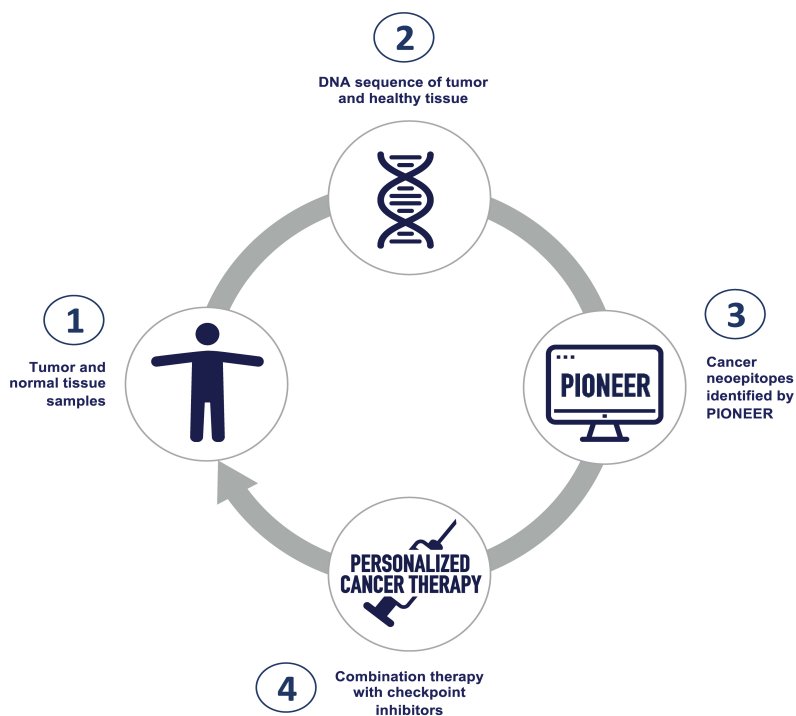 2
DNA sequence of tumor
and healthy tissue
1
Tumor and
normal tissue
samples
3
Cancer
neoepitopes
identified by
PIONEER
PIONEER
PERSONALIZED
CANCER THERAPY
4
Combination therapy
with checkpoint
inhibitors